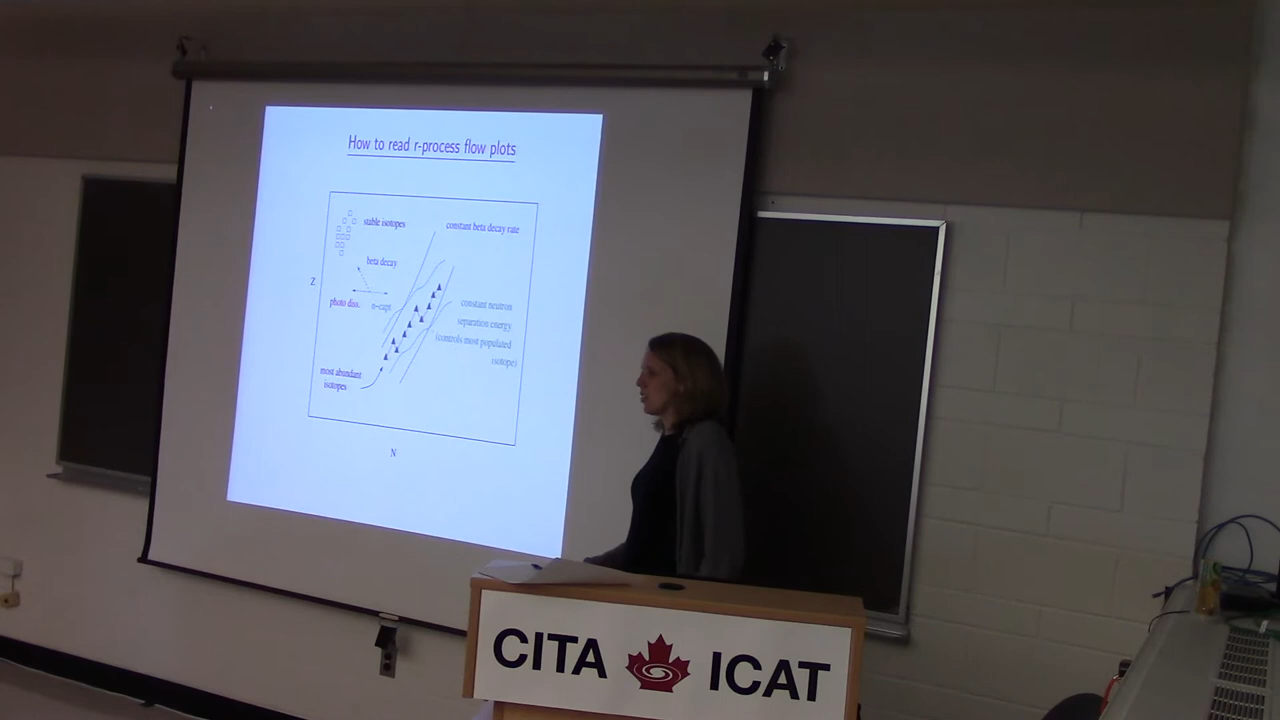 How to read r-process flow plots
stable isotopes
constant beta decay rate
beta decay
Z
photo diss.
n-capt
constant neutron
separation energy
(controls most populated
isotope)
most abundant
isotopes
N
CITA ICAT